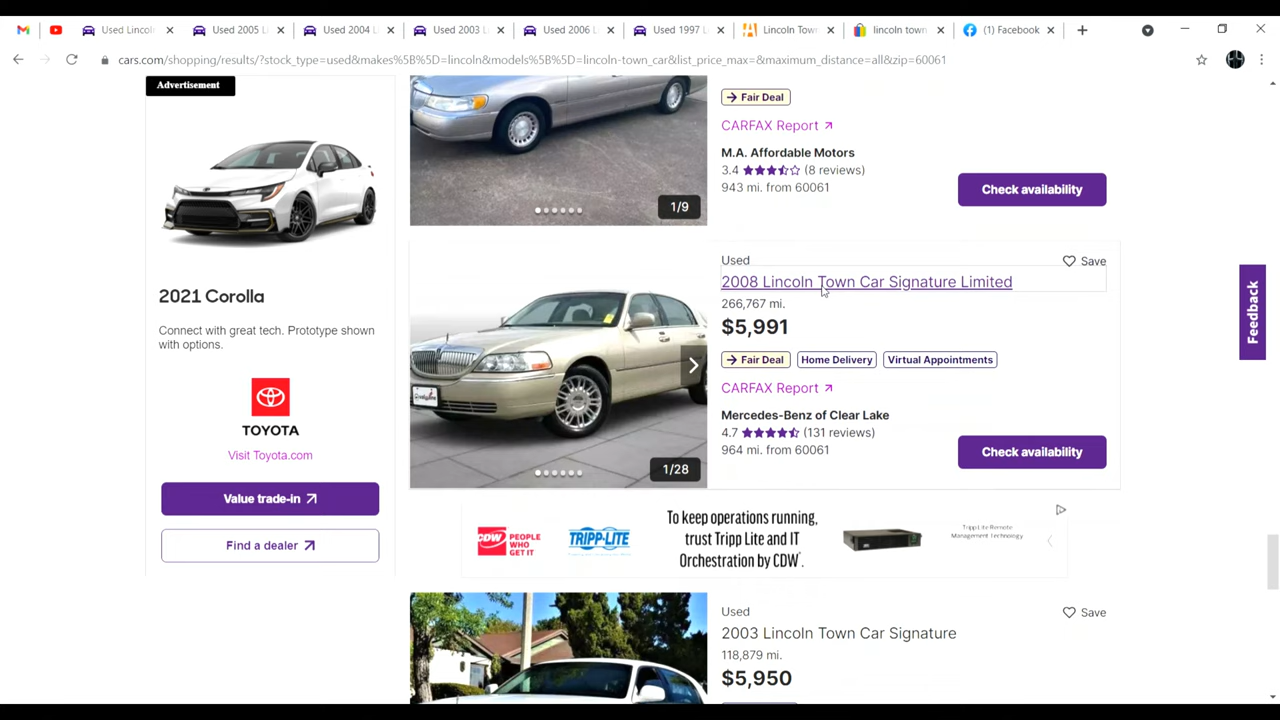 Used Lincol
Used 2005 L
Used 2004 L
Used 2003 L
Used 2006 L
Used 1997 L
Lincoln Town
lincoln town
(1) Facebook
cars.com/shopping/results/?stock_type=used&makes%5B%5D=lincoln&models%5B%5D=lincoln-town_car&list_price_max=&maximum_distance=all&zip=60061
Advertisement
2021 Corolla
Connect with great tech. Prototype shown
with options.
TOYOTA
Visit Toyota.com
Value trade-in
Find a dealer
Fair Deal
CARFAX Report
M.A. Affordable Motors
3.4 (8 reviews)
943 mi. from 60061
Check availability
1/9
Used
Save
2008 Lincoln Town Car Signature Limited
266,767 mi.
$5,991
Fair Deal Home Delivery Virtual Appointments
CARFAX Report
Mercedes-Benz of Clear Lake
4.7 (131 reviews)
964 mi. from 60061
Check availability
1/28
Feedback
CDW PEOPLE
WHO
GET IT
TRIPP·LITE
To keep operations running,
trust Tripp Lite and IT
Orchestration by CDW.
Tripp Lite Remote
Management Technology
Used
Save
2003 Lincoln Town Car Signature
118,879 mi.
$5,950